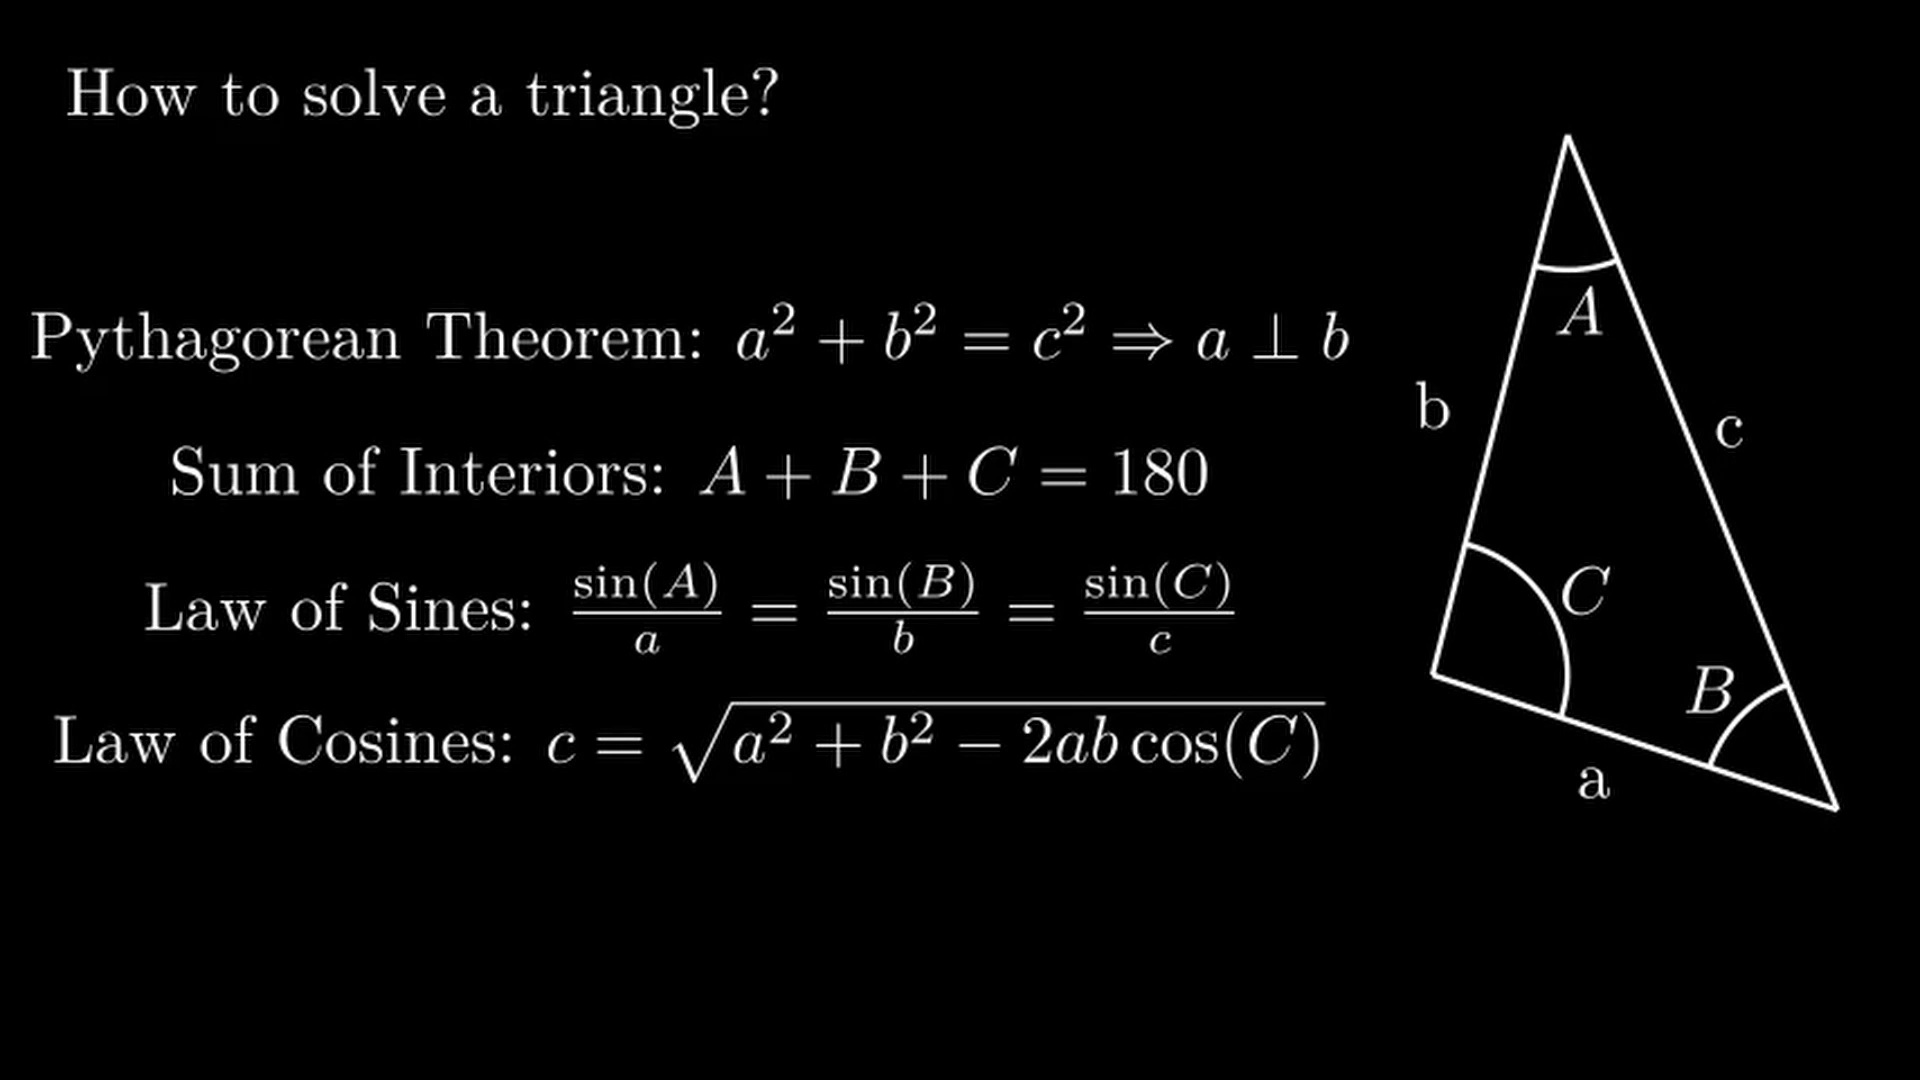 How to solve a triangle?
Pythagorean Theorem: a² + b² = c² ⇒ a ⊥ b
Sum of Interiors: A + B + C = 180
Law of Sines: sin(A)/a = sin(B)/b = sin(C)/c
Law of Cosines: c = √(a² + b² − 2ab cos(C))
A
b
c
C
B
a